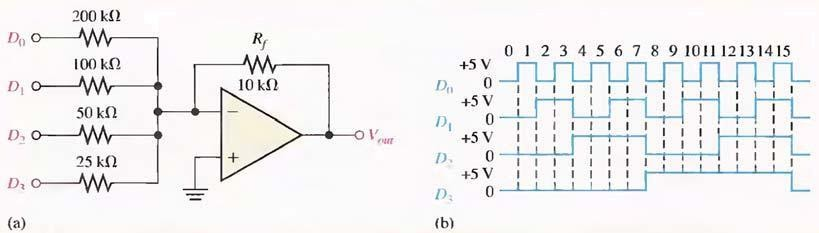 200 kΩ
D0
100 kΩ
D1
50 kΩ
D2
25 kΩ
D3
Rf
10 kΩ
−
+
Vout
(a)
0 1 2 3 4 5 6 7 8 9 10 11 12 13 14 15
+5 V
D0 0
+5 V
D1 0
+5 V
D2 0
+5 V
D3 0
(b)